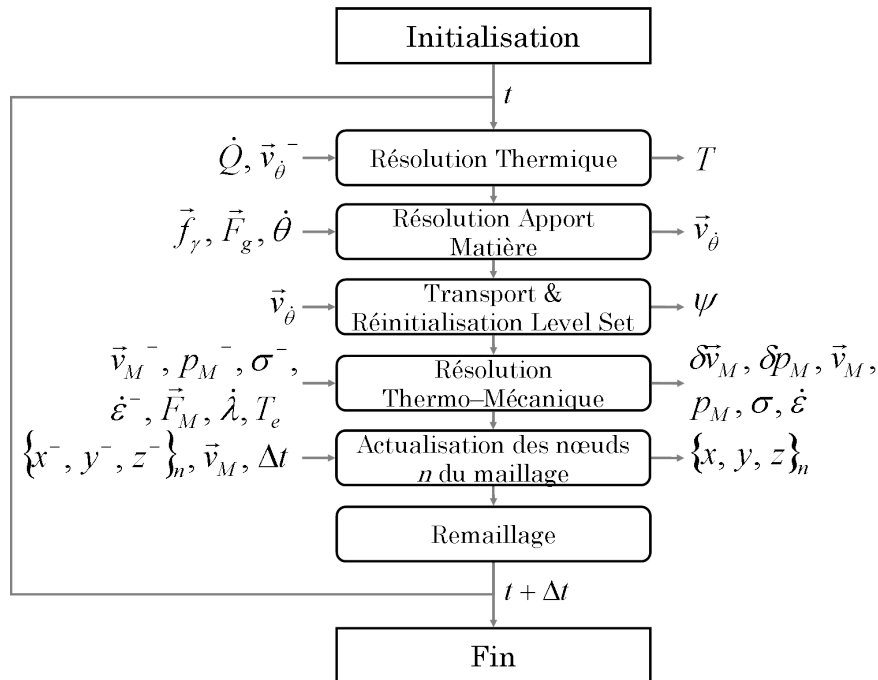 Initialisation
t
Q̇, v⃗_θ̇⁻ Résolution Thermique T
f⃗_γ, F⃗_g, θ̇ Résolution Apport Matière v⃗_θ̇
v⃗_θ̇ Transport & Réinitialisation Level Set ψ
v⃗_M⁻, p_M⁻, σ⁻,
ε̇⁻, F⃗_M, λ̇, T_e
Résolution
Thermo–Mécanique
δv⃗_M, δp_M, v⃗_M,
p_M, σ, ε̇
{x⁻, y⁻, z⁻}_n, v⃗_M, Δt
Actualisation des nœuds
n du maillage
{x, y, z}_n
Remaillage
t + Δt
Fin